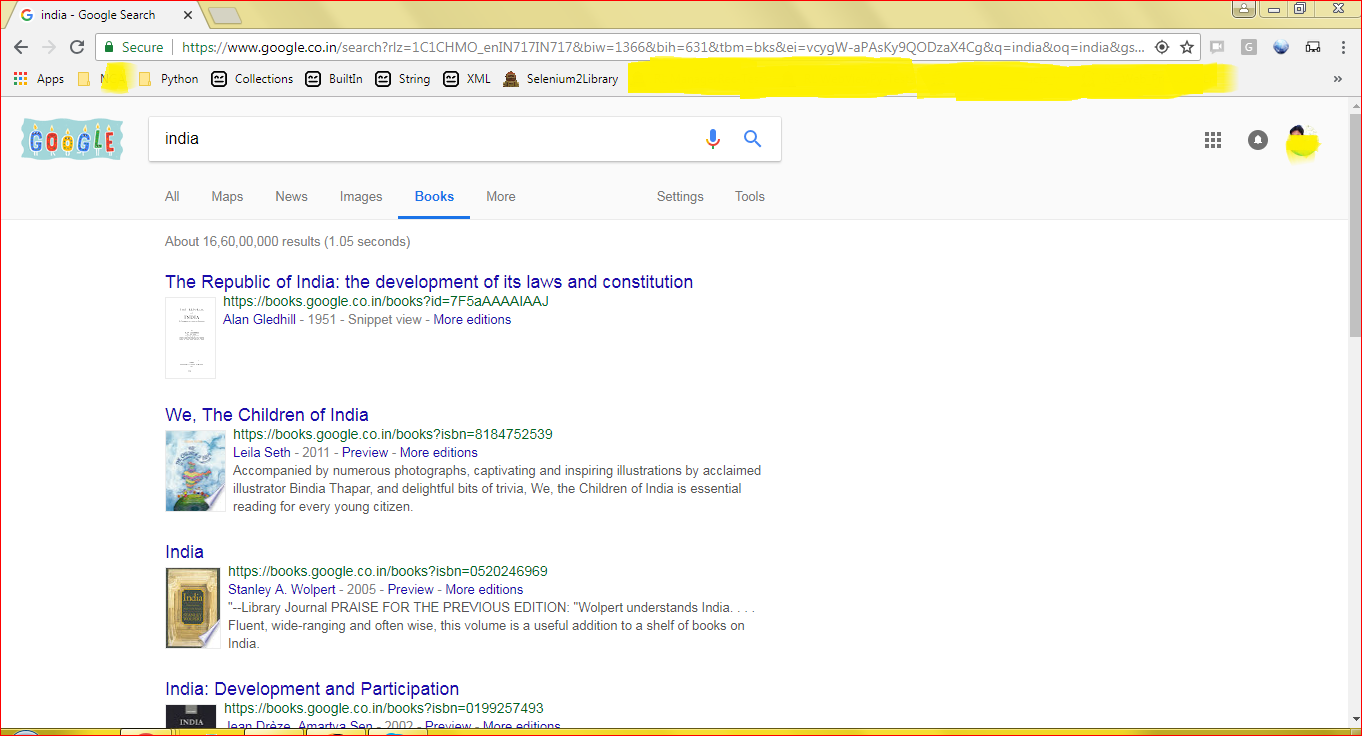 india - Google Search
Secure
https://www.google.co.in/search?rlz=1C1CHMO_enIN717IN717&biw=1366&bih=631&tbm=bks&ei=vcygW-aPAsKy9QODzaX4Cg&q=india&oq=india&gs...
G
Apps Python Collections BuiltIn String XML Selenium2Library »
GOOGLE
india
All Maps News Images Books More Settings Tools
About 16,60,00,000 results (1.05 seconds)
The Republic of India: the development of its laws and constitution
https://books.google.co.in/books?id=7F5aAAAAIAAJ
Alan Gledhill - 1951 - Snippet view - More editions
INDIA
We, The Children of India
https://books.google.co.in/books?isbn=8184752539
Leila Seth - 2011 - Preview - More editions
Accompanied by numerous photographs, captivating and inspiring illustrations by acclaimed
illustrator Bindia Thapar, and delightful bits of trivia, We, the Children of India is essential
reading for every young citizen.
India
https://books.google.co.in/books?isbn=0520246969
Stanley A. Wolpert - 2005 - Preview - More editions
"--Library Journal PRAISE FOR THE PREVIOUS EDITION: "Wolpert understands India. . . .
Fluent, wide-ranging and often wise, this volume is a useful addition to a shelf of books on
India.
India
India: Development and Participation
https://books.google.co.in/books?isbn=0199257493
Jean Drèze, Amartya Sen - 2002 - Preview - More editions
INDIA